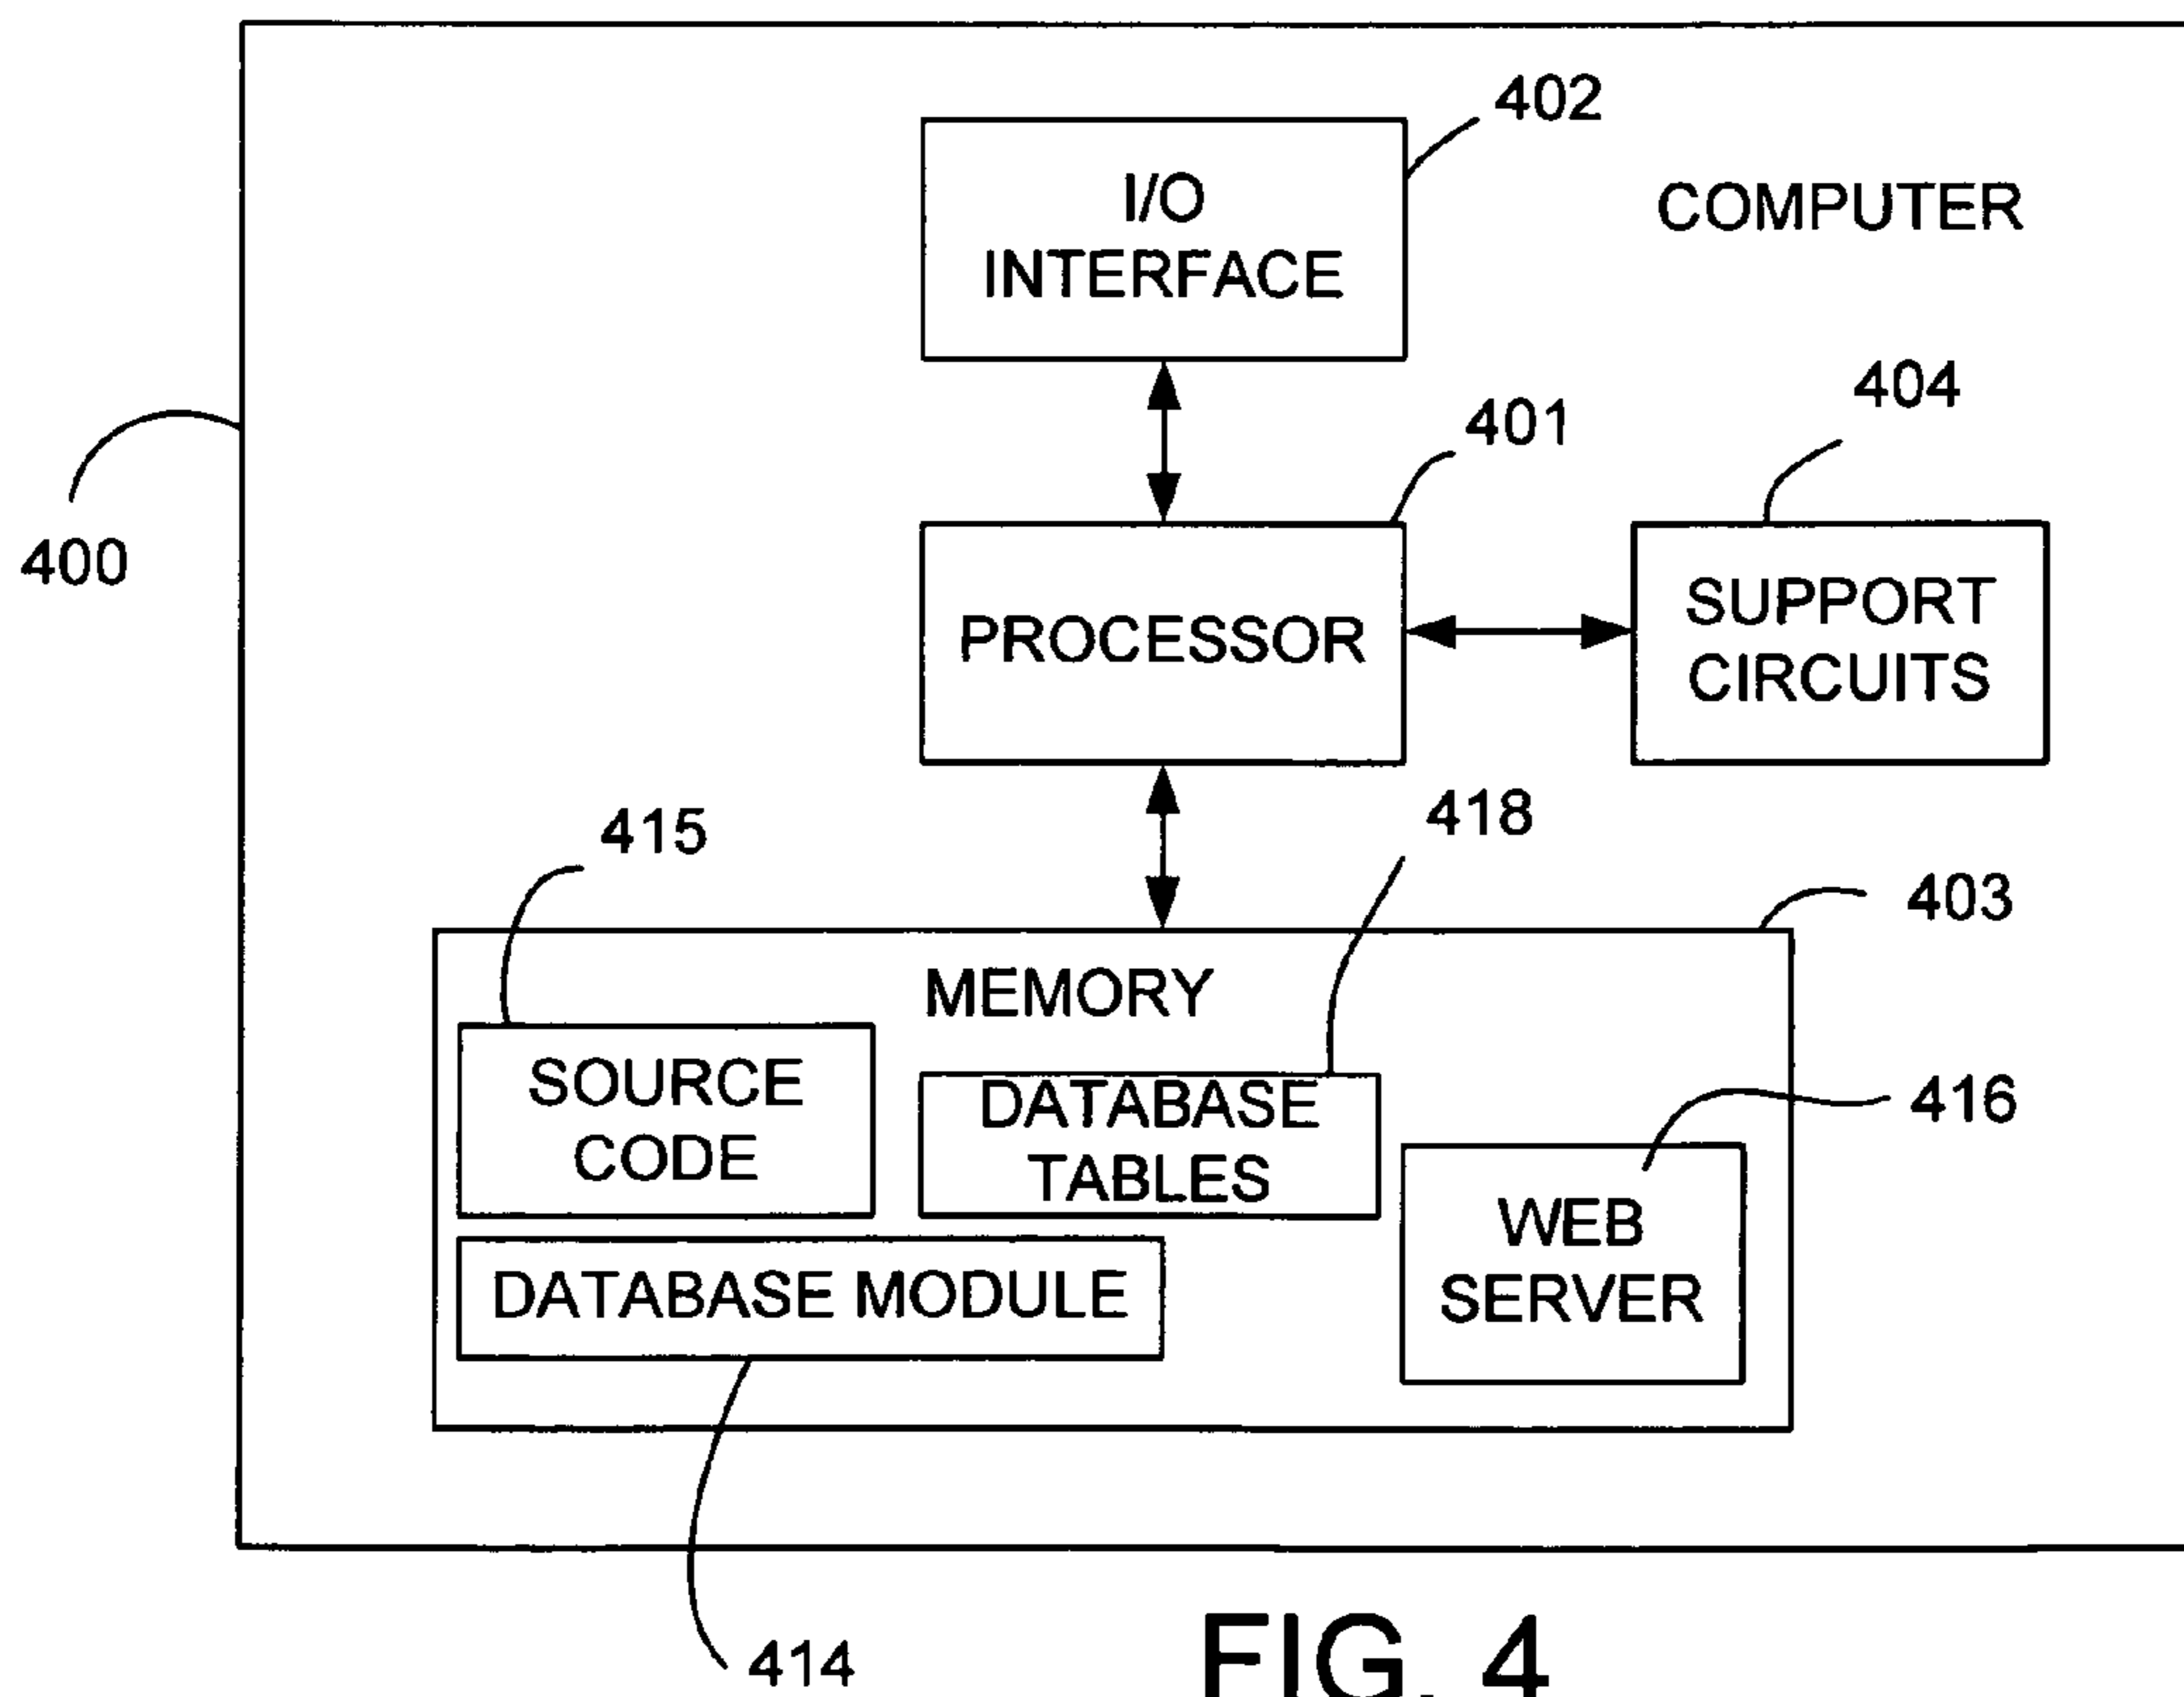 402
I/O
INTERFACE
COMPUTER
404
401
400
PROCESSOR
SUPPORT
CIRCUITS
415
418
403
MEMORY
SOURCE
CODE
DATABASE
TABLES
416
WEB
SERVER
DATABASE MODULE
414
FIG. 4